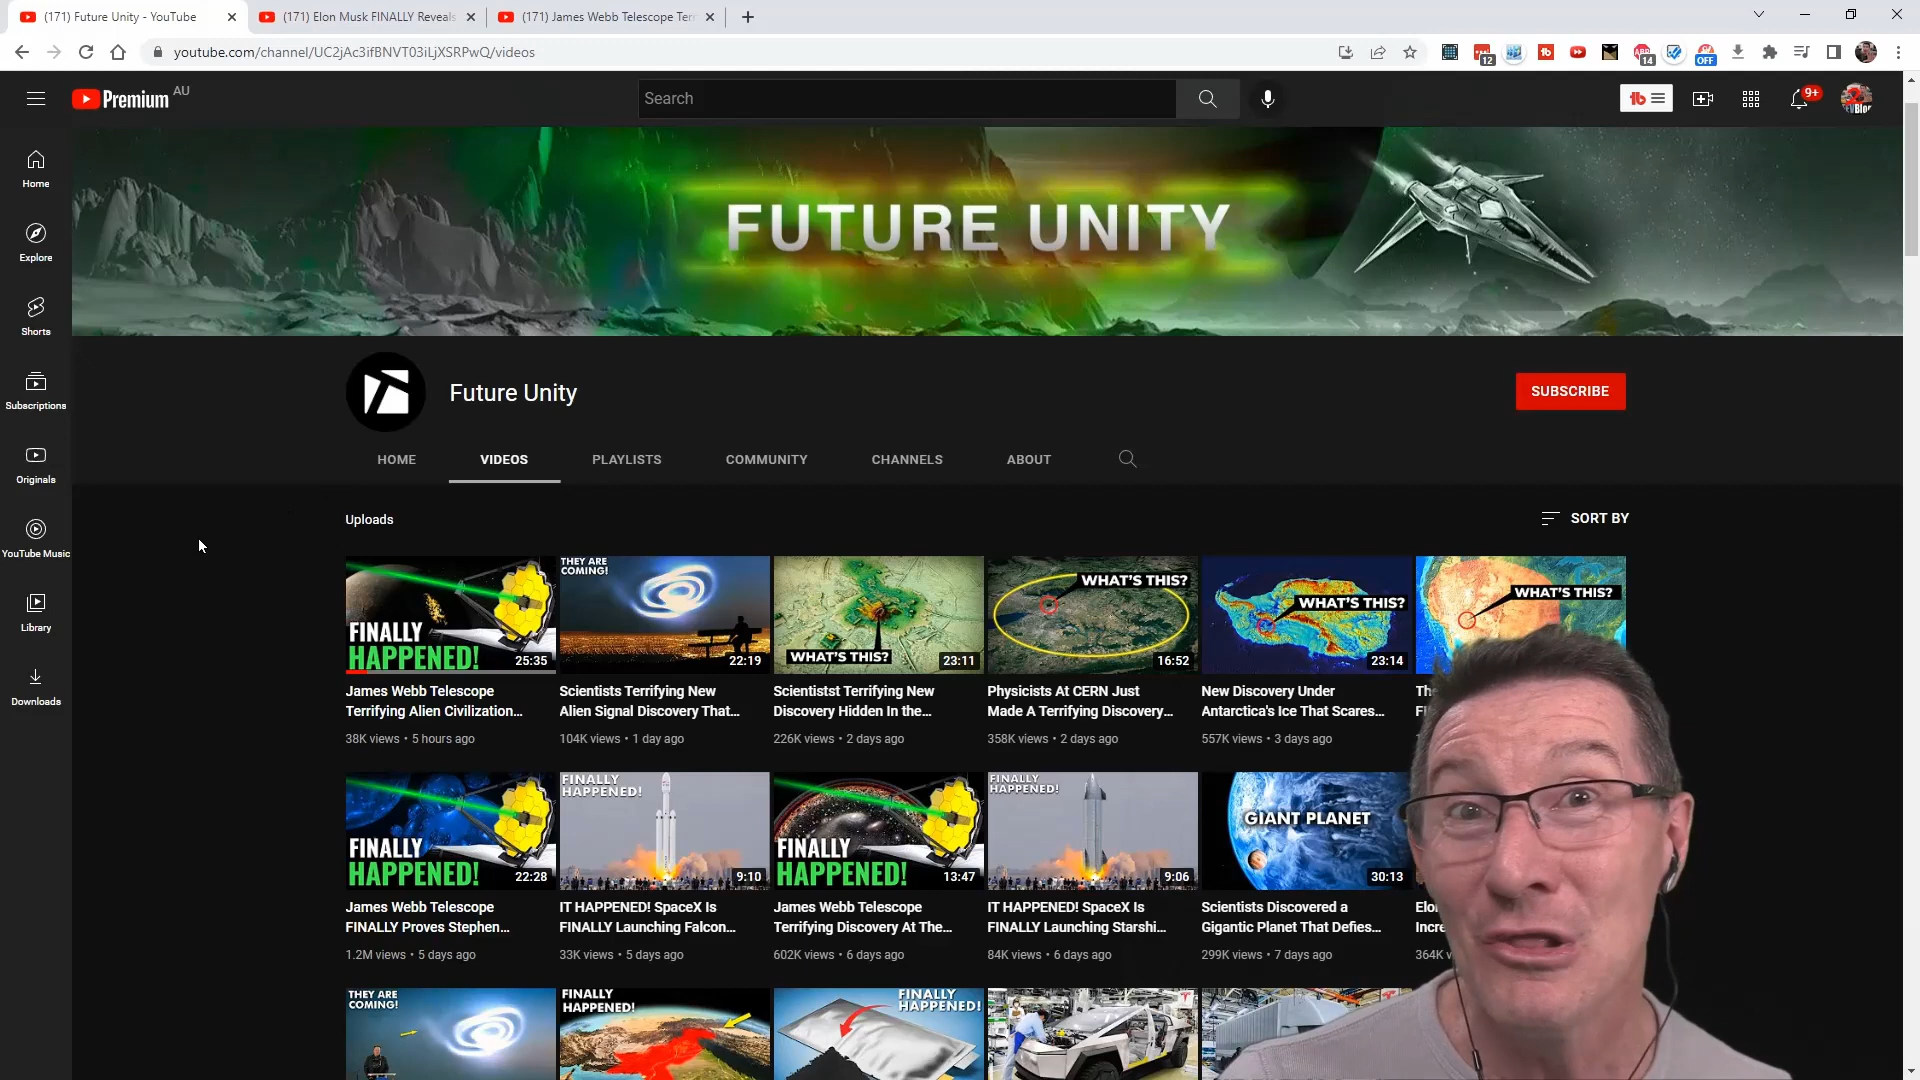 (171) Future Unity - YouTube
(171) Elon Musk FINALLY Reveals
(171) James Webb Telescope Terr
youtube.com/channel/UC2jAc3ifBNVT03iLjXSRPwQ/videos
12
14
OFF
Premium AU
Search
9+
Home
Explore
Shorts
Subscriptions
Originals
YouTube Music
Library
Downloads
FUTURE UNITY
Future Unity
SUBSCRIBE
HOME VIDEOS PLAYLISTS COMMUNITY CHANNELS ABOUT
Uploads
SORT BY
FINALLY
HAPPENED!
25:35
THEY ARE
COMING!
22:19
WHAT'S THIS?
23:11
WHAT'S THIS?
16:52
WHAT'S THIS?
23:14
WHAT'S THIS?
James Webb Telescope
Terrifying Alien Civilization...
38K views • 5 hours ago
Scientists Terrifying New
Alien Signal Discovery That...
104K views • 1 day ago
Scientistst Terrifying New
Discovery Hidden In the...
226K views • 2 days ago
Physicists At CERN Just
Made A Terrifying Discovery...
358K views • 2 days ago
New Discovery Under
Antarctica's Ice That Scares...
557K views • 3 days ago
FINALLY
HAPPENED!
22:28
FINALLY
HAPPENED!
9:10
FINALLY
HAPPENED!
13:47
FINALLY
HAPPENED!
9:06
GIANT PLANET
30:13
James Webb Telescope
FINALLY Proves Stephen...
1.2M views • 5 days ago
IT HAPPENED! SpaceX Is
FINALLY Launching Falcon...
33K views • 5 days ago
James Webb Telescope
Terrifying Discovery At The...
602K views • 6 days ago
IT HAPPENED! SpaceX Is
FINALLY Launching Starshi...
84K views • 6 days ago
Scientists Discovered a
Gigantic Planet That Defies...
299K views • 7 days ago
Elo
Incre
364K v
THEY ARE
COMING!
FINALLY
HAPPENED!
FINALLY
HAPPENED!